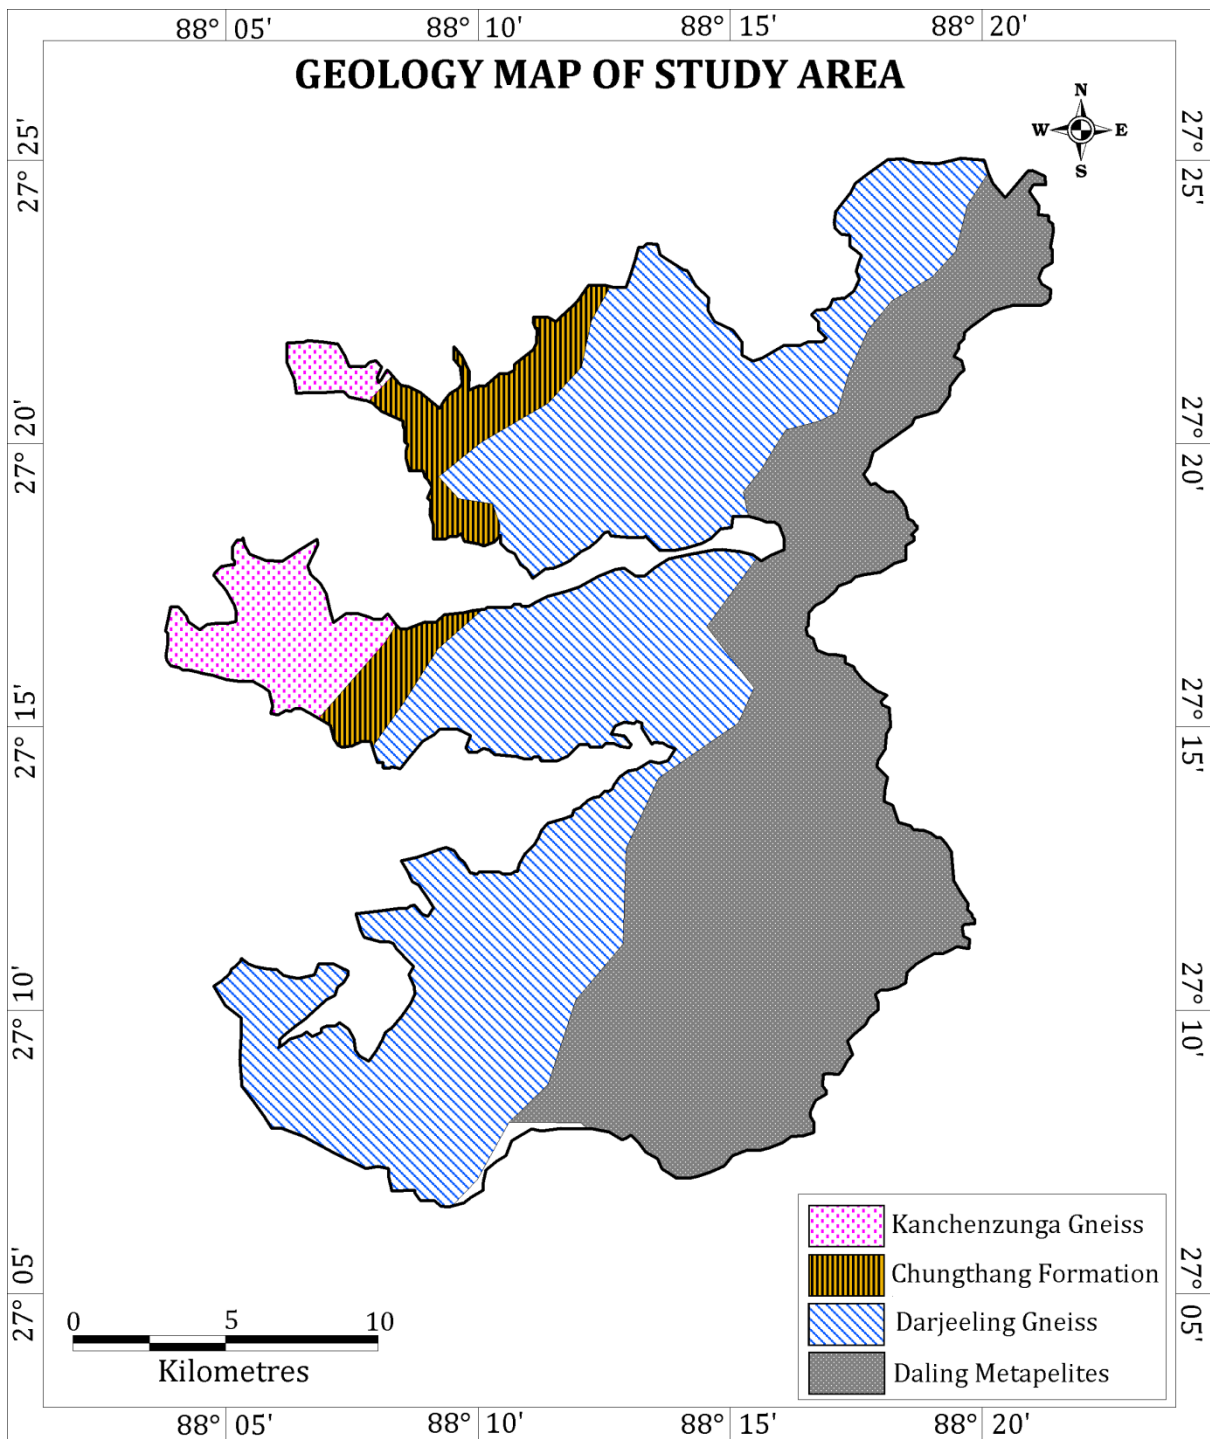 88° 05' 88° 10' 88° 15' 88° 20'
GEOLOGY MAP OF STUDY AREA
N
W E
S
27° 25' 27° 25'
27° 20' 27° 20'
27° 15' 27° 15'
27° 10' 27° 10'
27° 05' 27° 05'
Kanchenzunga Gneiss
Chungthang Formation
Darjeeling Gneiss
Daling Metapelites
0 5 10
Kilometres
88° 05' 88° 10' 88° 15' 88° 20'